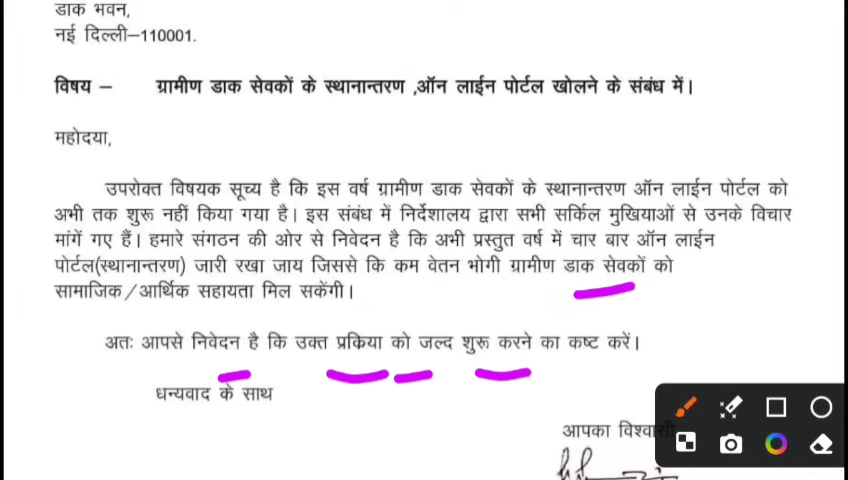 डाक भवन,
नई दिल्ली–110001.
विषय – ग्रामीण डाक सेवकों के स्थानान्तरण ,ऑन लाईन पोर्टल खोलने के संबंध में।
महोदया,
उपरोक्त विषयक सूच्य है कि इस वर्ष ग्रामीण डाक सेवकों के स्थानान्तरण ऑन लाईन पोर्टल को
अभी तक शुरू नहीं किया गया है। इस संबंध में निर्देशालय द्वारा सभी सर्किल मुखियाओं से उनके विचार
मांगें गए हैं। हमारे संगठन की ओर से निवेदन है कि अभी प्रस्तुत वर्ष में चार बार ऑन लाईन
पोर्टल(स्थानान्तरण) जारी रखा जाय जिससे कि कम वेतन भोगी ग्रामीण डाक सेवकों को
सामाजिक/आर्थिक सहायता मिल सकेंगी।
अतः आपसे निवेदन है कि उक्त प्रकिया को जल्द शुरू करने का कष्ट करें।
धन्यवाद के साथ
आपका